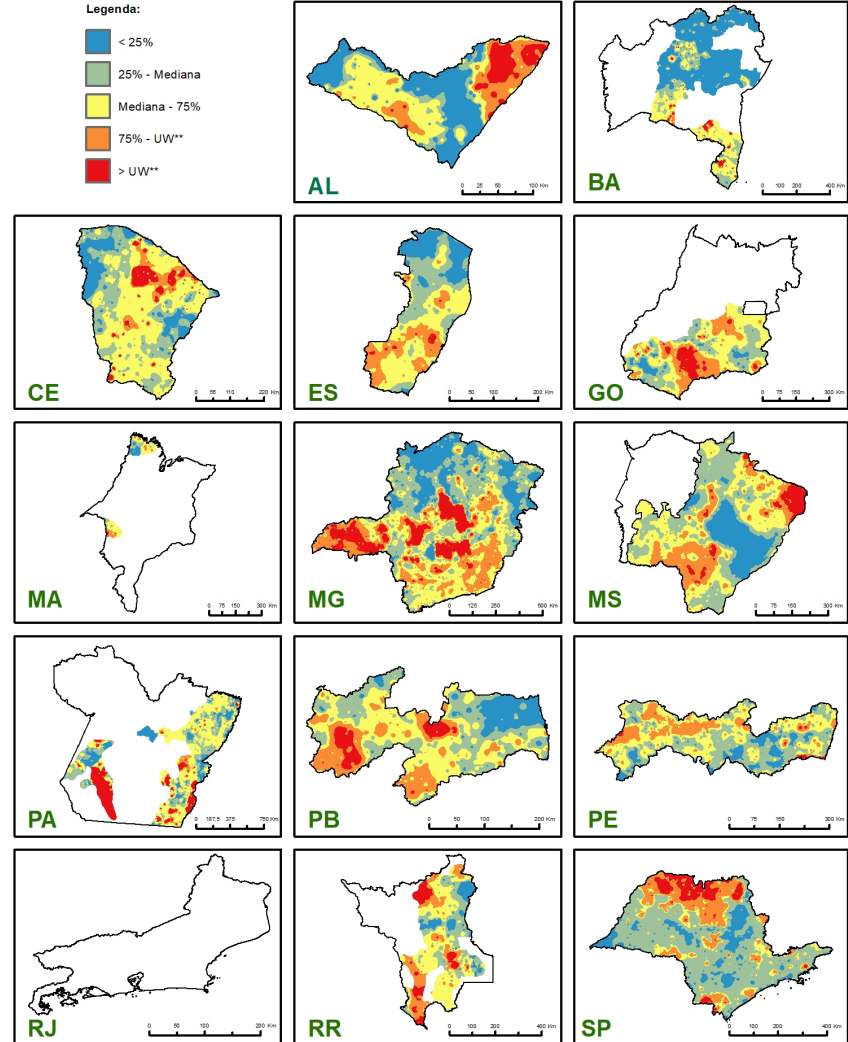 Legenda:
< 25%
25% - Mediana
Mediana - 75%
75% - UW**
> UW**
AL
0 25 50 100 Km
BA
0 100 200 400 Km
CE
0 55 110 220 Km
ES
0 50 100 200 Km
GO
0 75 150 300 Km
MA
0 75 150 300 Km
MG
0 125 250 500 Km
MS
0 75 150 300 Km
PA
0 187,5 375 750 Km
PB
0 50 100 200 Km
PE
0 75 150 300 Km
RJ
0 50 100 200 Km
RR
0 100 200 400 Km
SP
0 100 200 400 Km